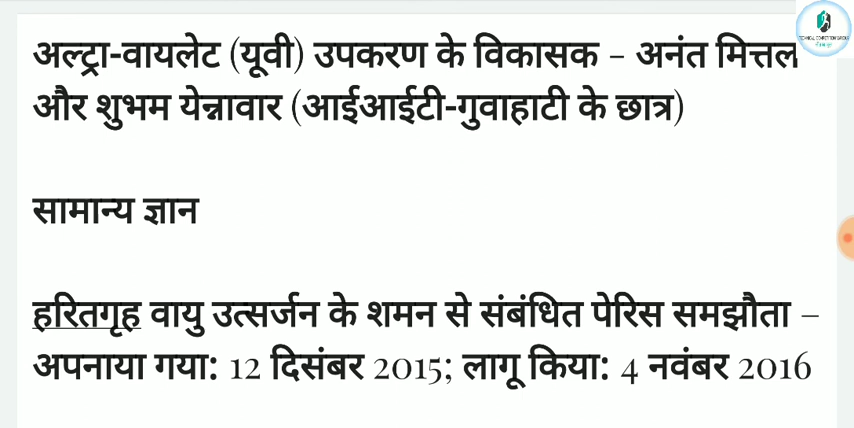 अल्ट्रा-वायलेट (यूवी) उपकरण के विकासक – अनंत मित्तल
और शुभम येन्नावार (आईआईटी-गुवाहाटी के छात्र)
सामान्य ज्ञान
हरितगृह वायु उत्सर्जन के शमन से संबंधित पेरिस समझौता –
अपनाया गया: 12 दिसंबर 2015; लागू किया: 4 नवंबर 2016